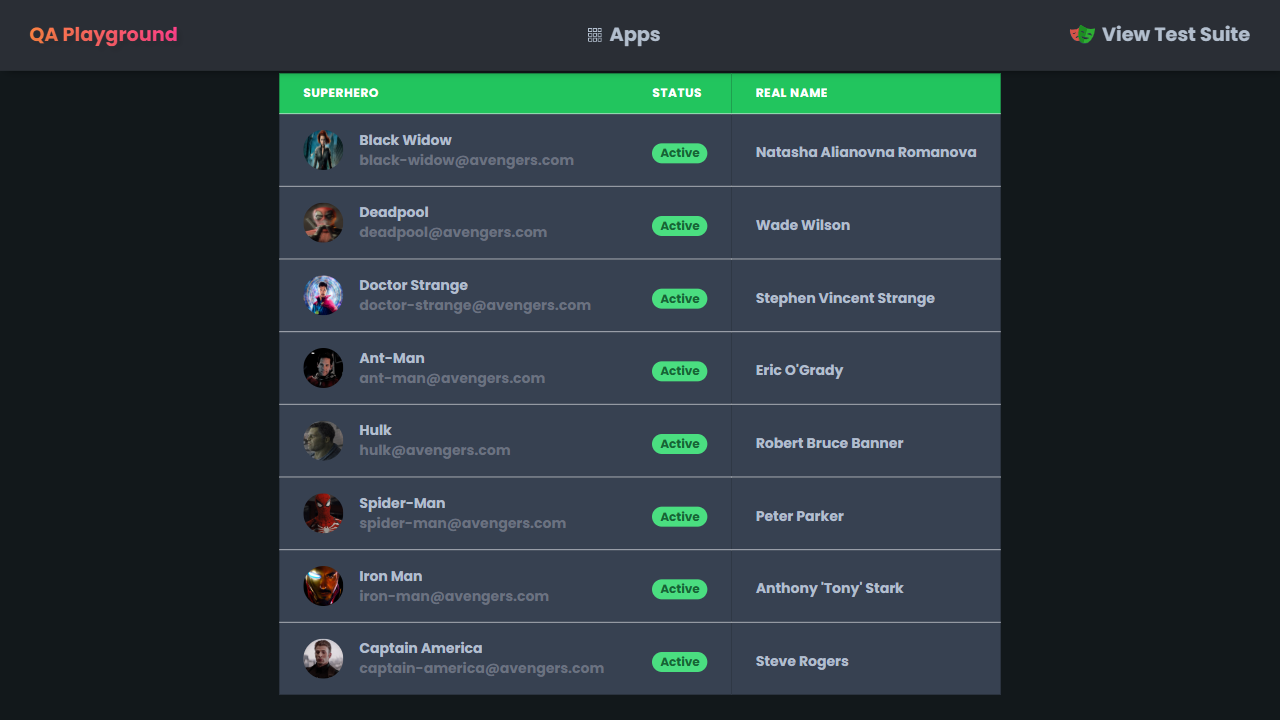 QA Playground
Apps
View Test Suite
SUPERHERO STATUS REAL NAME
Black Widow
black-widow@avengers.com
Active
Natasha Alianovna Romanova
Deadpool
deadpool@avengers.com
Active
Wade Wilson
Doctor Strange
doctor-strange@avengers.com
Active
Stephen Vincent Strange
Ant-Man
ant-man@avengers.com
Active
Eric O'Grady
Hulk
hulk@avengers.com
Active
Robert Bruce Banner
Spider-Man
spider-man@avengers.com
Active
Peter Parker
Iron Man
iron-man@avengers.com
Active
Anthony 'Tony' Stark
Captain America
captain-america@avengers.com
Active
Steve Rogers